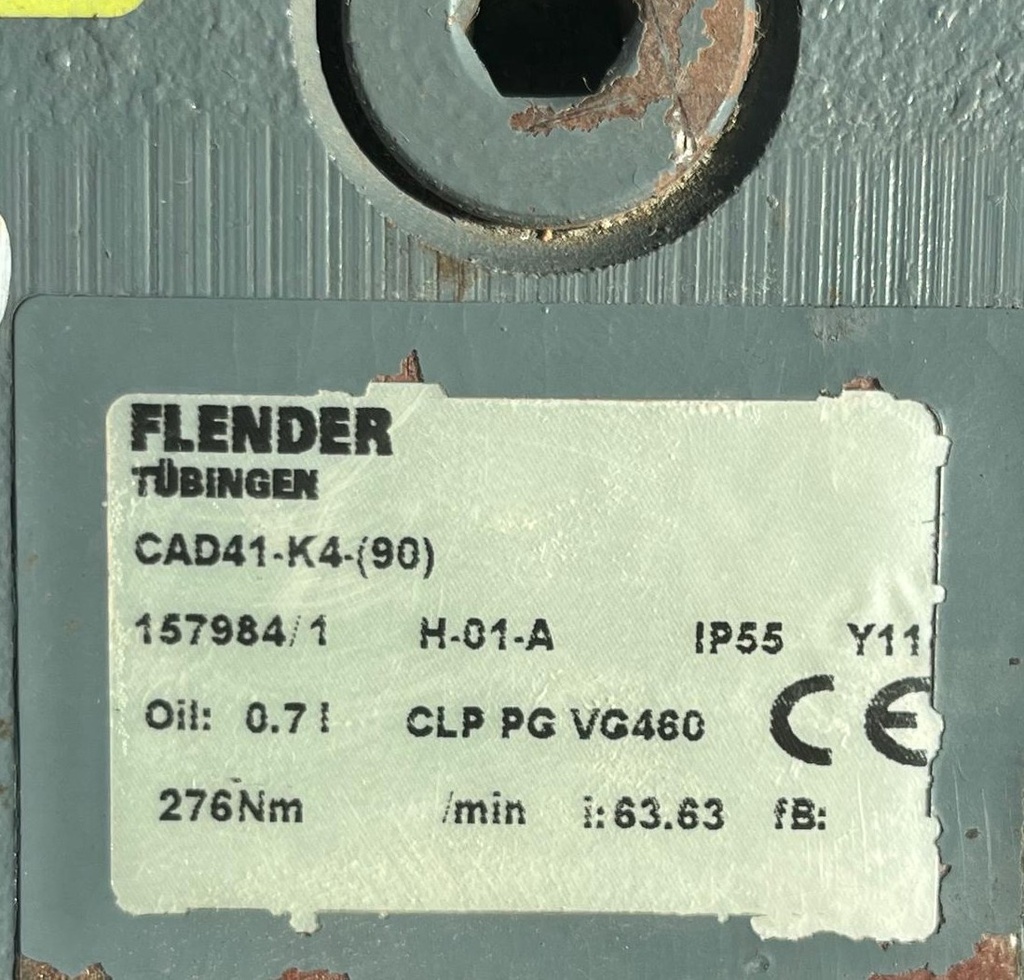 FLENDER
TÜBINGEN
CAD41-K4-(90)
157984/1 H-01-A IP55 Y11
Oil: 0.7 l CLP PG VG460 CE
276Nm /min i:63.63 fB: